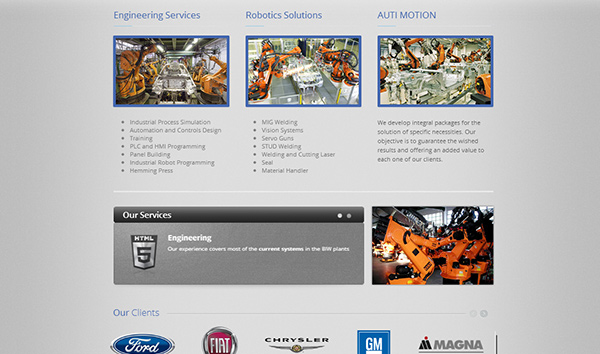 Engineering Services
Industrial Process Simulation
Automation and Controls Design
Training
PLC and HMI Programming
Panel Building
Industrial Robot Programming
Hemming Press
Robotics Solutions
MIG Welding
Vision Systems
Servo Guns
STUD Welding
Welding and Cutting Laser
Seal
Material Handler
AUTI MOTION
We develop integral packages for the
solution of specific necessities. Our
objective is to guarantee the wished
results and offering an added value to
each one of our clients.
Our Services
HTML
5
Engineering
Our experience covers most of the current systems in the BIW plants
Our Clients
Ford
FIAT
CHRYSLER
GM
MAGNA